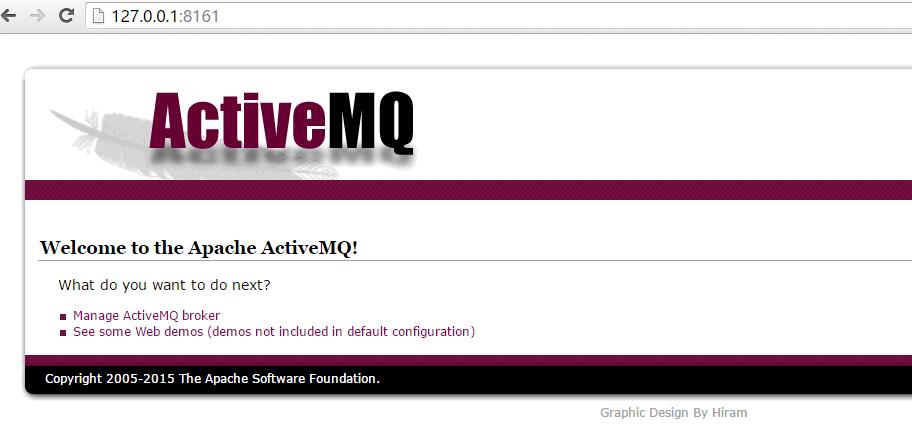 127.0.0.1:8161
ActiveMQ
Welcome to the Apache ActiveMQ!
What do you want to do next?
Manage ActiveMQ broker
See some Web demos (demos not included in default configuration)
Copyright 2005-2015 The Apache Software Foundation.
Graphic Design By Hiram